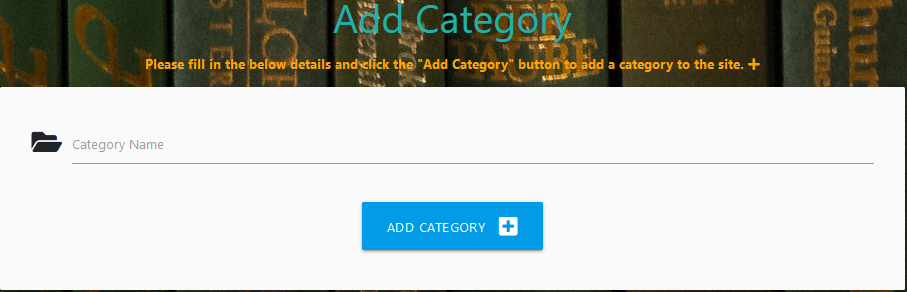 Add Category
Please fill in the below details and click the "Add Category" button to add a category to the site.
Category Name
ADD CATEGORY